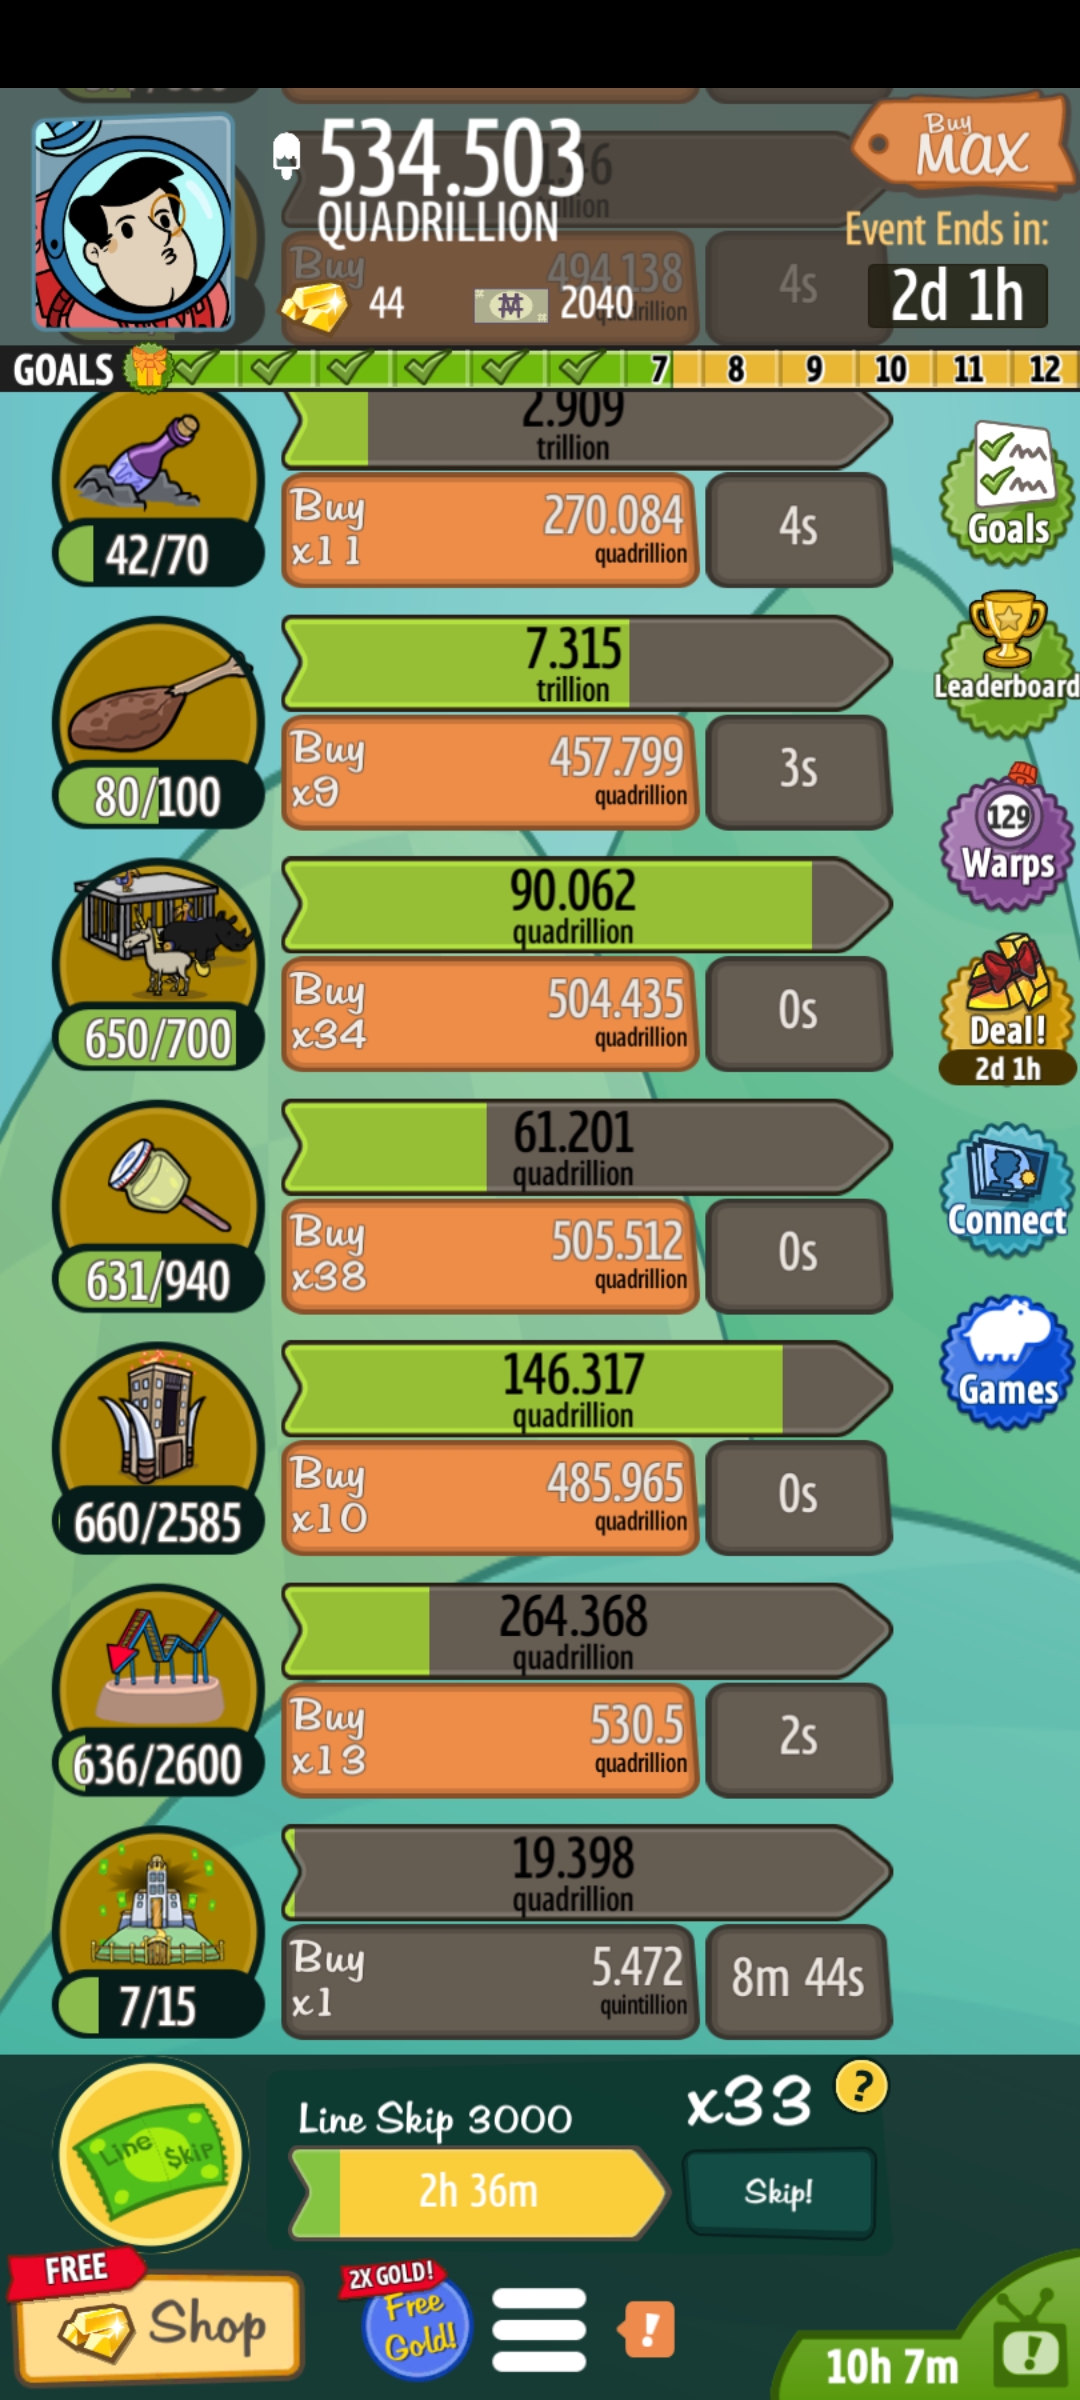 534.503
QUADRILLION
Buy
MAX
Event Ends in:
2d 1h
Buy
494.138
4s
44
2040
GOALS
7 8 9 10 11 12
2.909
trillion
42/70
Buy
x11
270.084
quadrillion
4s
Goals
7.315
trillion
80/100
Buy
x9
457.799
quadrillion
3s
Leaderboard
90.062
quadrillion
650/700
Buy
x34
504.435
quadrillion
0s
129
Warps
Deal!
2d 1h
61.201
quadrillion
631/940
Buy
x38
505.512
quadrillion
0s
Connect
146.317
quadrillion
660/2585
Buy
x10
485.965
quadrillion
0s
Games
264.368
quadrillion
636/2600
Buy
x13
530.5
quadrillion
2s
19.398
quadrillion
7/15
Buy
x1
5.472
quintillion
8m 44s
Line $kip
Line Skip 3000
x33
?
2h 36m
Skip!
FREE
Shop
2X GOLD!
Free
Gold!
!
10h 7m
!